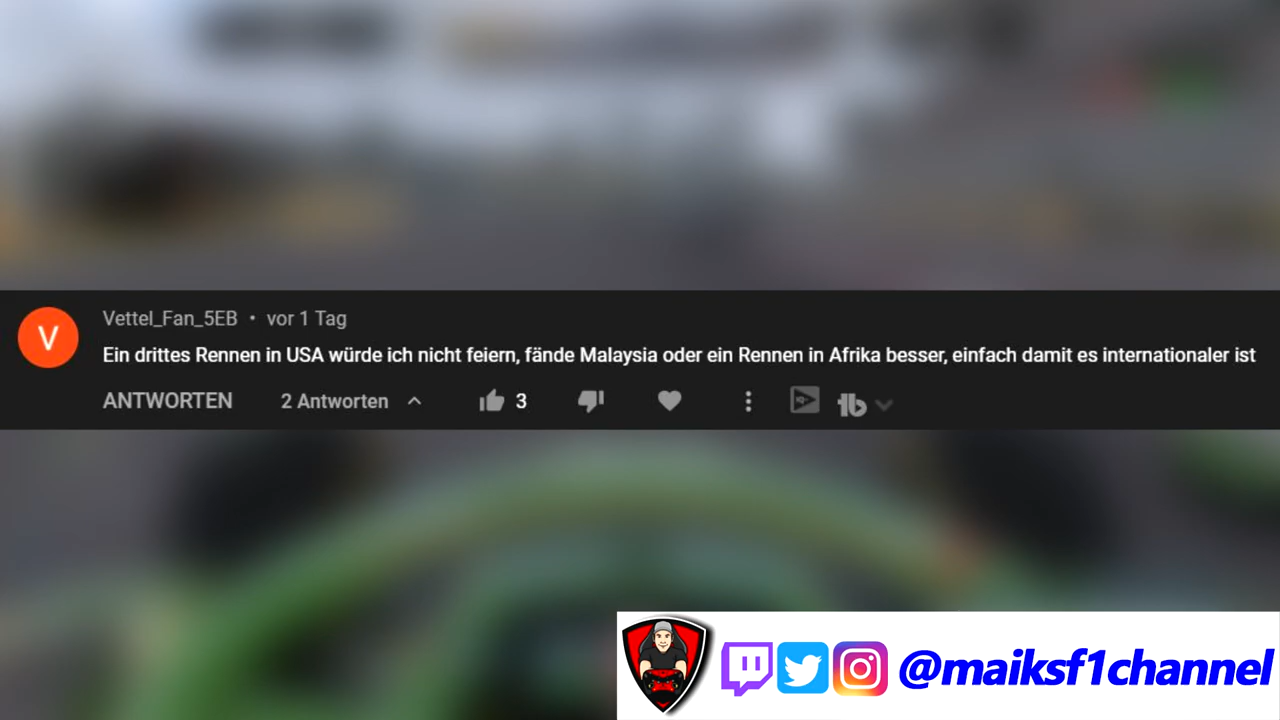 V
Vettel_Fan_5EB • vor 1 Tag
Ein drittes Rennen in USA würde ich nicht feiern, fände Malaysia oder ein Rennen in Afrika besser, einfach damit es internationaler ist
ANTWORTEN 2 Antworten 3
@maiksf1channel